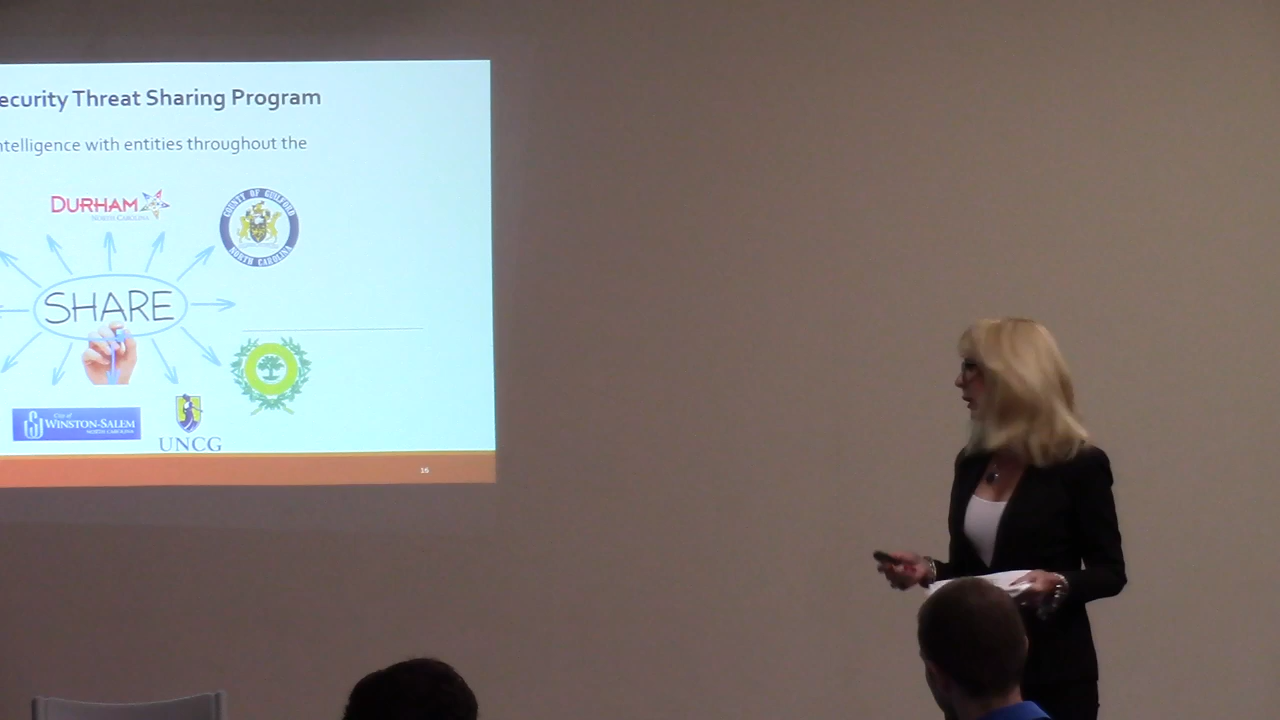 ecurity Threat Sharing Program
ntelligence with entities throughout the
DURHAM
NORTH CAROLINA
COUNTY OF GUILFORD
NORTH CAROLINA
SHARE
City of
WINSTON-SALEM
NORTH CAROLINA
UNCG
16